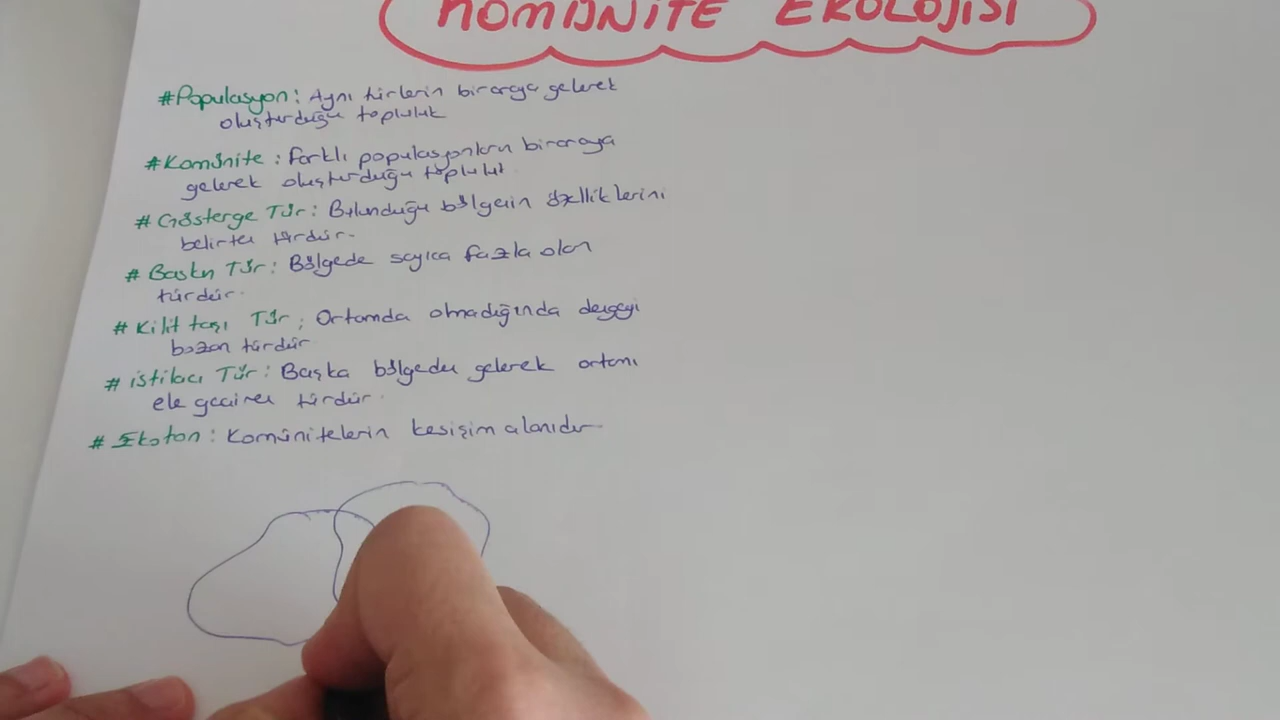 KOMÜNİTE EKOLOJİSİ
#Populasyon: Aynı türlerin biraraya gelerek
oluşturduğu topluluk
#Komünite: Farklı populasyonların biraraya
gelerek oluşturduğu topluluk.
# Gösterge Tür: Bulunduğu bölgenin özelliklerini
belirten türdür.
# Baskın Tür: Bölgede sayıca fazla olan
türdür.
# Kilit taşı Tür: Ortamda olmadığında dengeyi
bozan türdür
# istilacı Tür: Başka bölgeden gelerek ortamı
ele geçiren türdür.
# Ekoton: Komünitelerin kesişim alanıdır